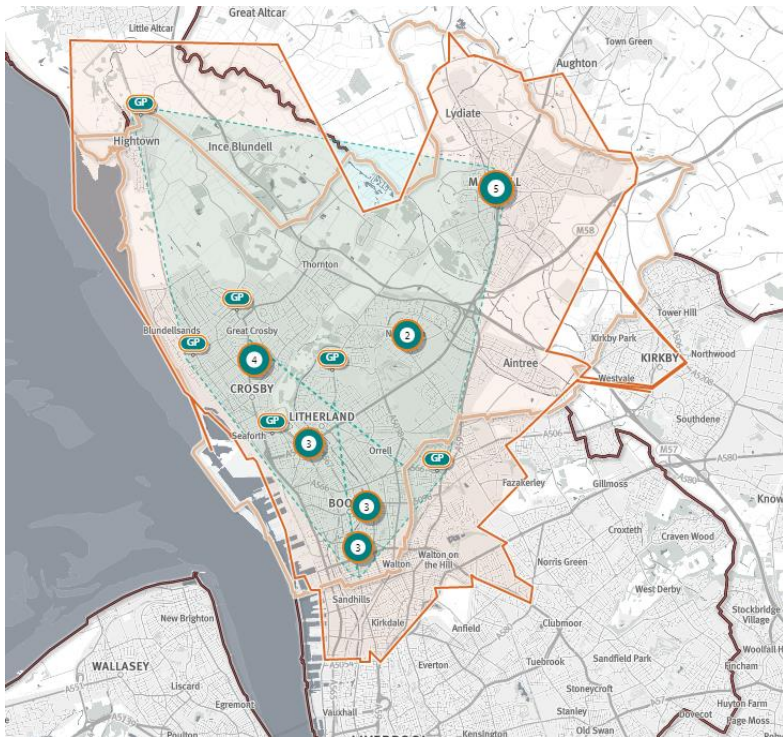 Great Altcar
Little Altcar
Town Green
Aughton
GP
Lydiate
Hightown
Ince Blundell
5
M58
Thornton
GP
Tower Hill
Blundellsands
GP
Great Crosby
2
Kirkby Park
KIRKBY
Northwood
4
GP
Aintree
Westvale
CROSBY
GP
LITHERLAND
Seaforth
3
Orrell
A506
Southdene
M57
A580
GP
Fazakerley
Gillmoss
3
Croxteth
Craven Wood
3
Walton
Walton on
the Hill
Norris Green
Sandhills
West Derby
Stockbridge
Village
Kirkdale
Anfield
Clubmoor
New Brighton
WALLASEY
Everton
Tuebrook
Sandfield Park
Fincham
Liscard
Stoneycroft
Egremont
Vauxhall
Stanley
A57
Huyton Farm
Kensington
Old Swan
Dovecot
Page Moss